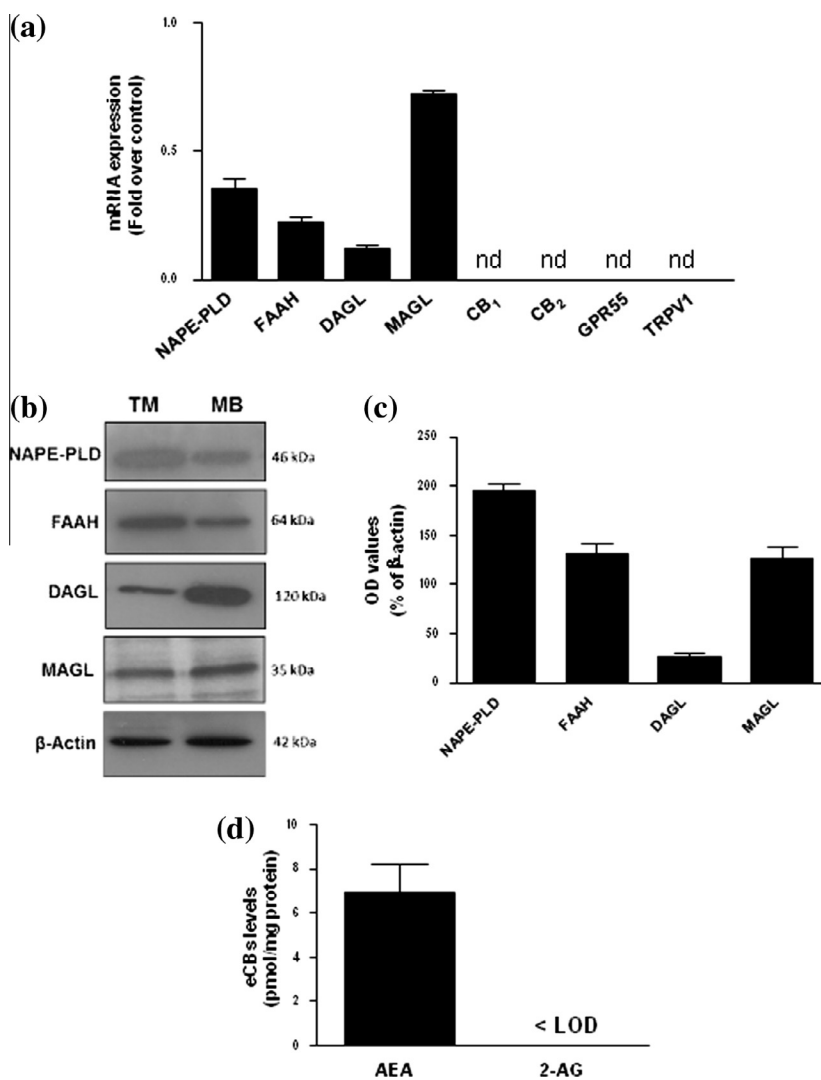 (a)
mRNA expression
(Fold over control)
1.0
0.5
0.0
nd nd nd nd
NAPE-PLD FAAH DAGL MAGL CB₁ CB₂ GPR55 TRPV1
(b)
TM MB
NAPE-PLD 46 kDa
FAAH 64 kDa
DAGL 120 kDa
MAGL 35 kDa
β-Actin 42 kDa
(c)
OD values
(% of β-actin)
250
200
150
100
50
0
NAPE-PLD FAAH DAGL MAGL
(d)
eCBs levels
(pmol/mg protein)
10
8
6
4
2
0
< LOD
AEA 2-AG